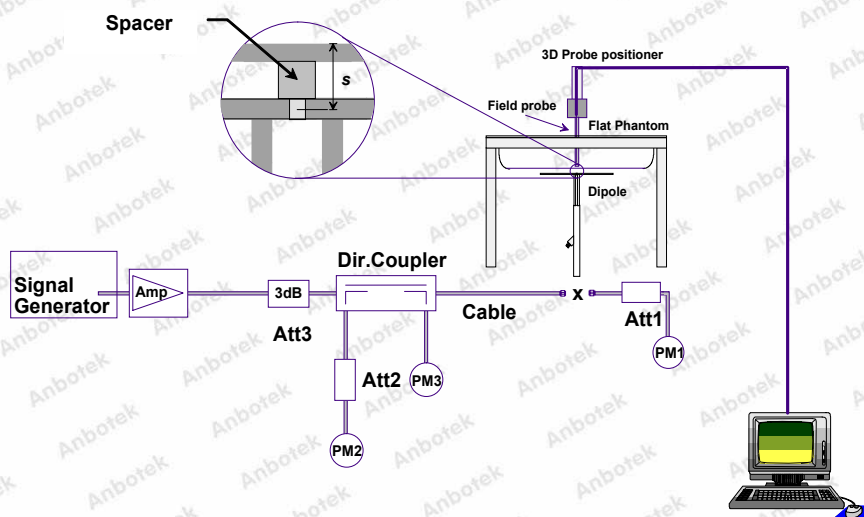 Spacer
s
3D Probe positioner
Field probe
Flat Phantom
Dipole
Dir.Coupler
Signal
Generator
Amp
3dB
Att3
Cable
x
Att1
PM1
Att2
PM3
PM2
Anbotek